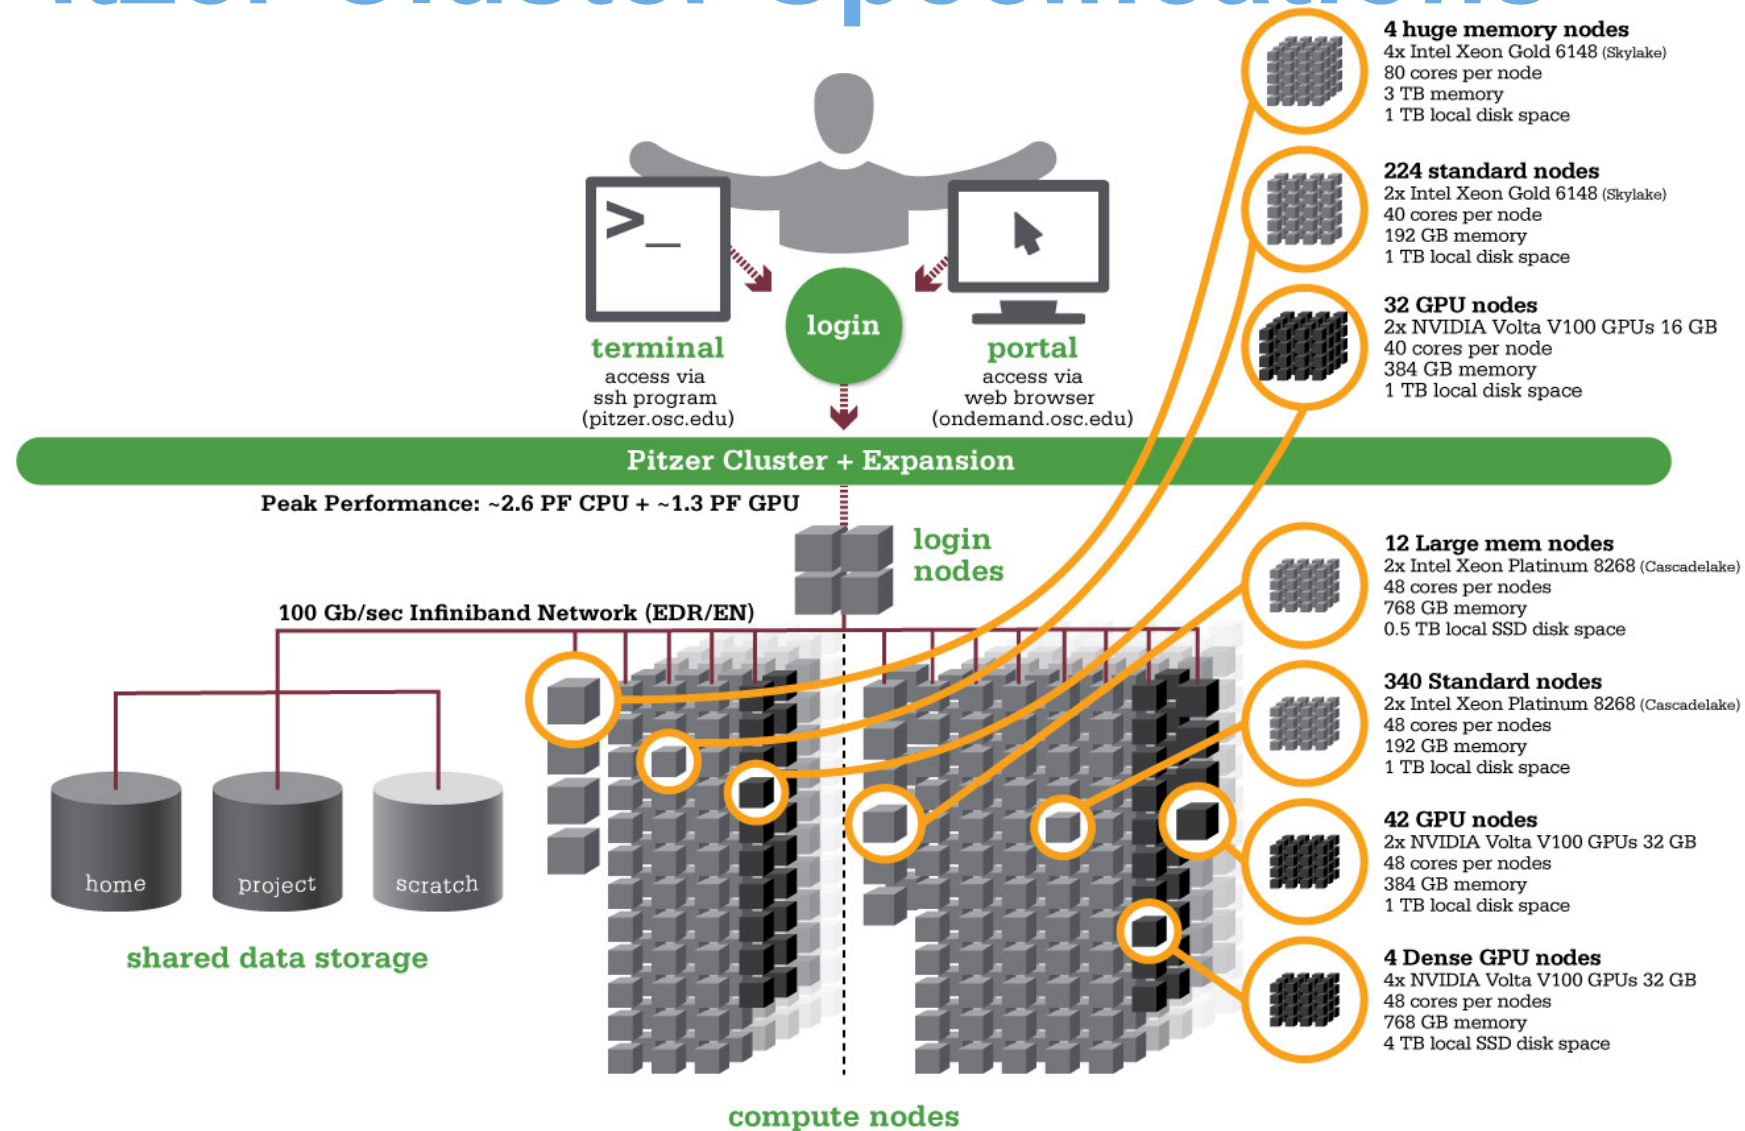 Cluster Specifications
>_
login
terminal
access via
ssh program
(pitzer.osc.edu)
portal
access via
web browser
(ondemand.osc.edu)
Pitzer Cluster + Expansion
Peak Performance: ~2.6 PF CPU + ~1.3 PF GPU
login
nodes
100 Gb/sec Infiniband Network (EDR/EN)
home
project
scratch
shared data storage
compute nodes
4 huge memory nodes
4x Intel Xeon Gold 6148 (Skylake)
80 cores per node
3 TB memory
1 TB local disk space
224 standard nodes
2x Intel Xeon Gold 6148 (Skylake)
40 cores per node
192 GB memory
1 TB local disk space
32 GPU nodes
2x NVIDIA Volta V100 GPUs 16 GB
40 cores per node
384 GB memory
1 TB local disk space
12 Large mem nodes
2x Intel Xeon Platinum 8268 (Cascadelake)
48 cores per nodes
768 GB memory
0.5 TB local SSD disk space
340 Standard nodes
2x Intel Xeon Platinum 8268 (Cascadelake)
48 cores per nodes
192 GB memory
1 TB local disk space
42 GPU nodes
2x NVIDIA Volta V100 GPUs 32 GB
48 cores per nodes
384 GB memory
1 TB local disk space
4 Dense GPU nodes
4x NVIDIA Volta V100 GPUs 32 GB
48 cores per nodes
768 GB memory
4 TB local SSD disk space